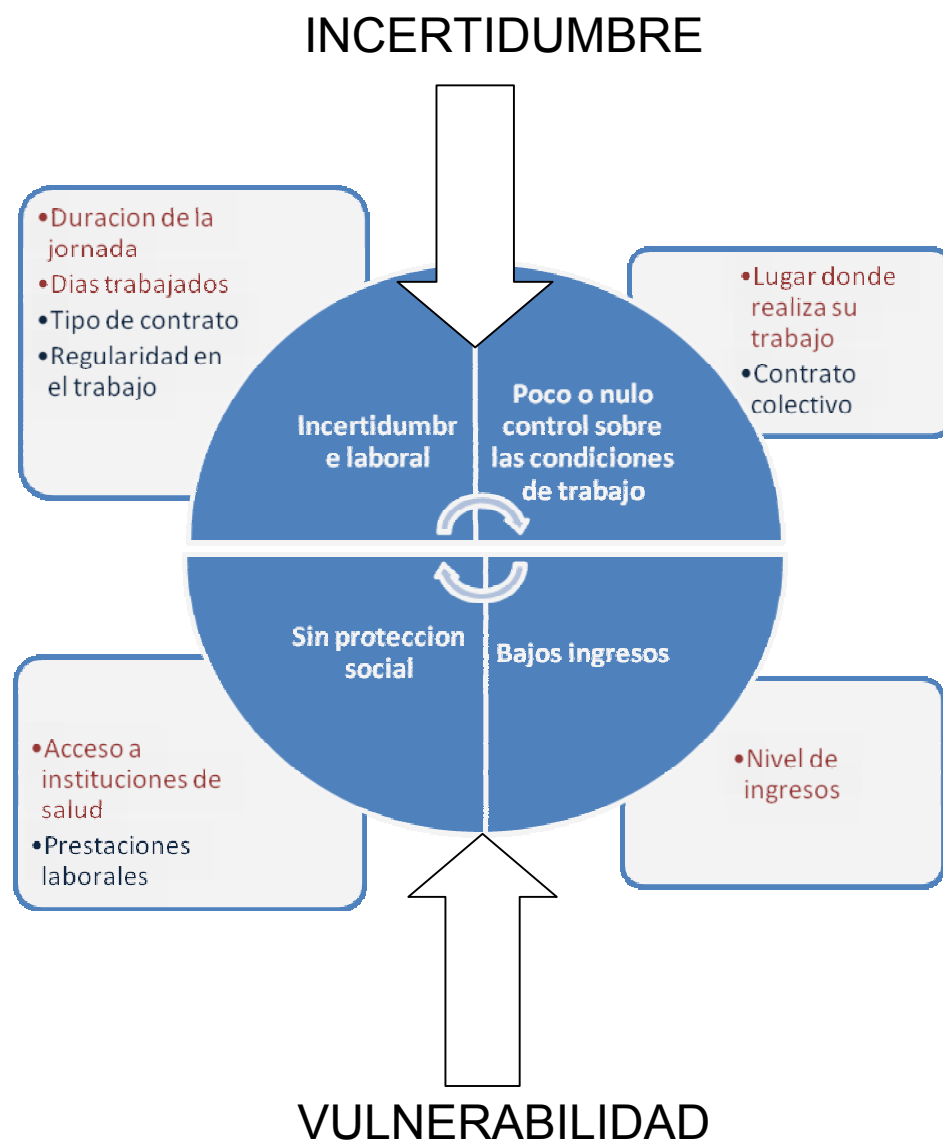 INCERTIDUMBRE
•Duracion de la
jornada
•Dias trabajados
•Tipo de contrato
•Regularidad en
el trabajo
•Lugar donde
realiza su
trabajo
•Contrato
colectivo
Incertidumbr
e laboral
Poco o nulo
control sobre
las condiciones
de trabajo
Sin proteccion
social
Bajos ingresos
•Acceso a
instituciones de
salud
•Prestaciones
laborales
•Nivel de
ingresos
VULNERABILIDAD